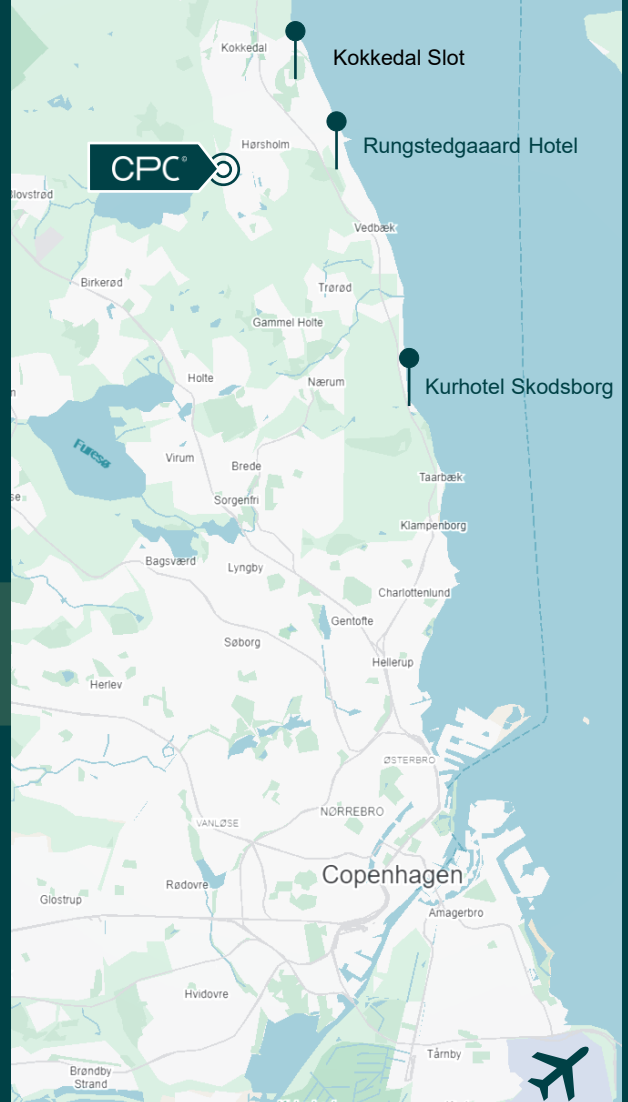 Kokkedal
Kokkedal Slot
Hørsholm
Rungstedgaaard Hotel
CPC©
Vedbæk
Birkerød
Trørød
Gammel Holte
Holte
Nærum
Kurhotel Skodsborg
Furesø
Virum
Brede
Taarbæk
Sorgenfri
Klampenborg
Bagsværd
Lyngby
Charlottenlund
Gentofte
Søborg
Hellerup
Herlev
ØSTERBRO
NØRREBRO
VANLØSE
Copenhagen
Rødovre
Glostrup
Amagerbro
Hvidovre
Tårnby
Brøndby
Strand